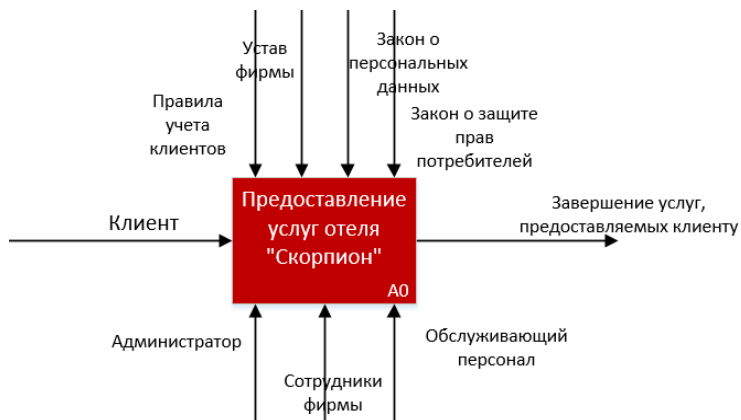 Устав
фирмы
Закон о
персональных
данных
Правила
учета
клиентов
Закон о защите
прав
потребителей
Клиент
Предоставление
услуг отеля
"Скорпион"
A0
Завершение услуг,
предоставляемых клиенту
Администратор
Сотрудники
фирмы
Обслуживающий
персонал